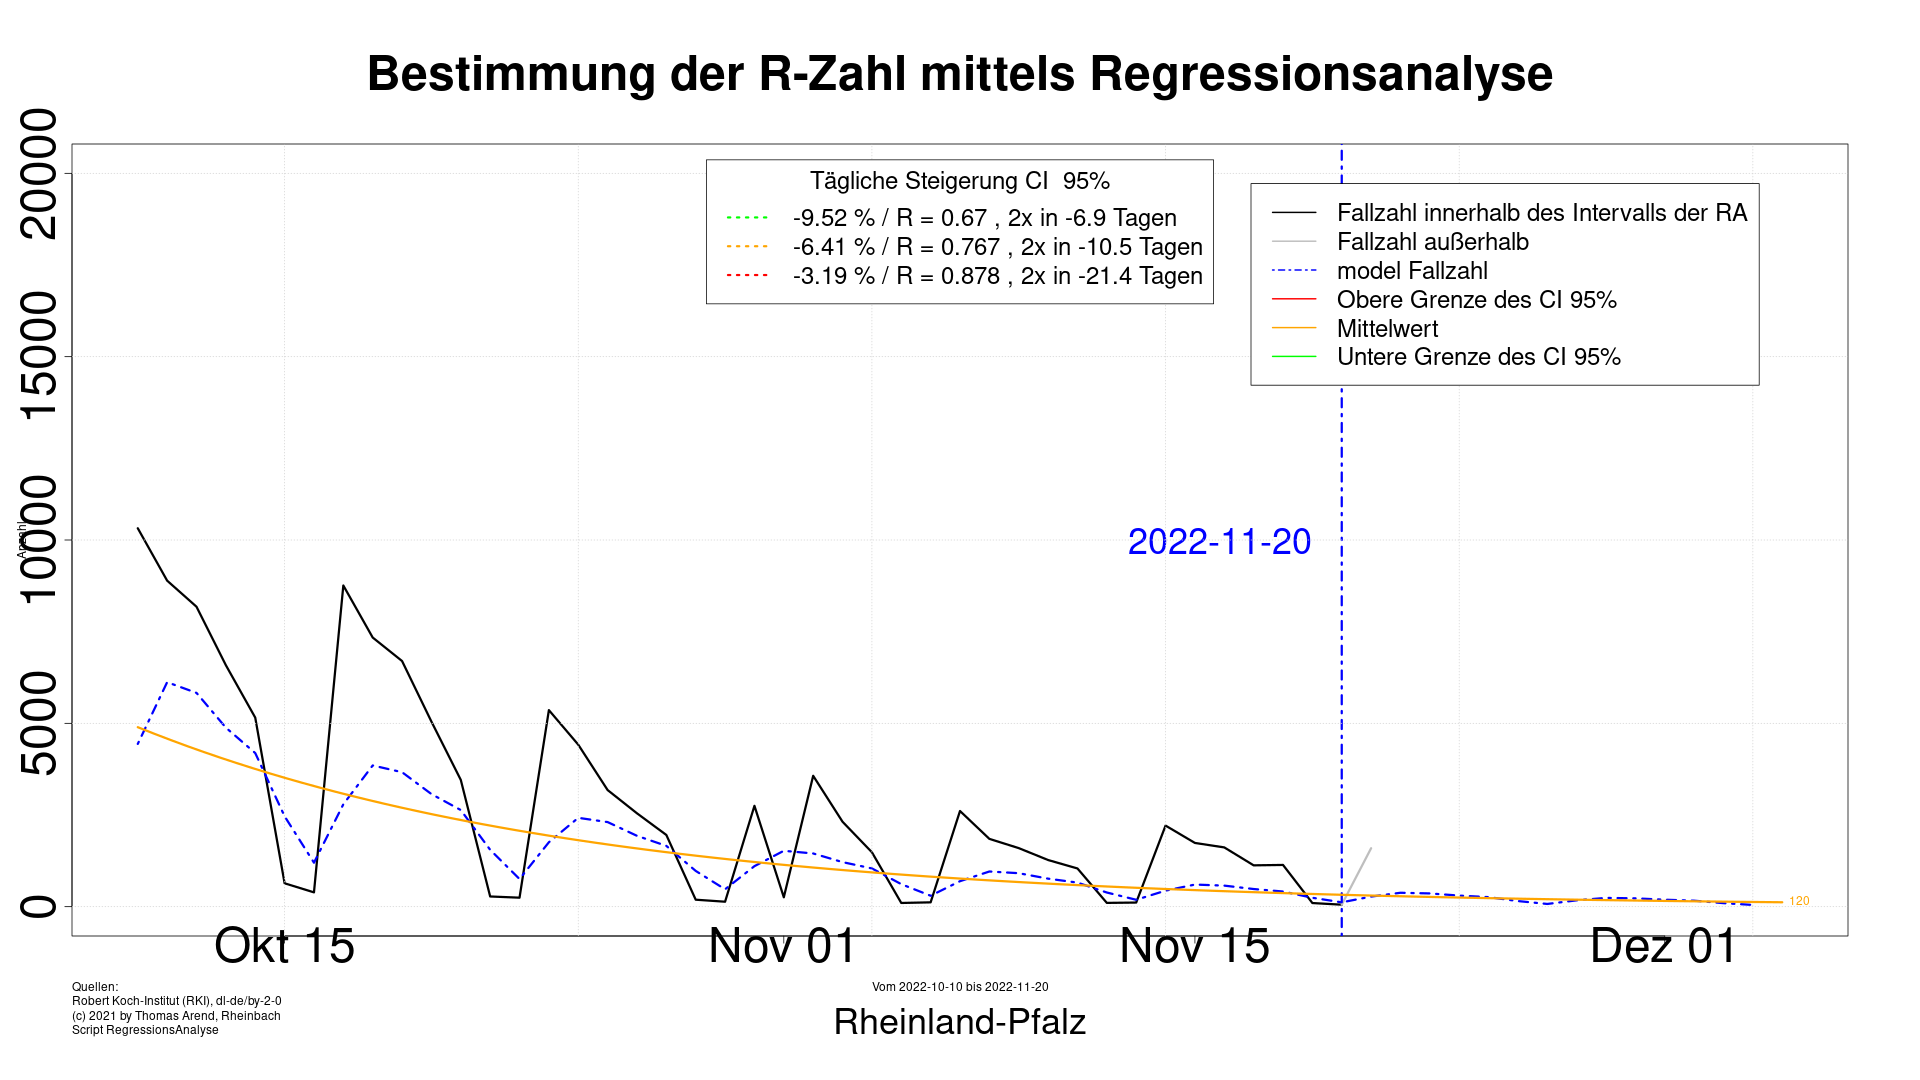 Bestimmung der R-Zahl mittels Regressionsanalyse
20000
15000
10000
5000
0
Anzahl
Tägliche Steigerung CI  95%
-9.52 % / R = 0.67 , 2x in -6.9 Tagen
-6.41 % / R = 0.767 , 2x in -10.5 Tagen
-3.19 % / R = 0.878 , 2x in -21.4 Tagen
Fallzahl innerhalb des Intervalls der RA
Fallzahl außerhalb
model Fallzahl
Obere Grenze des CI 95%
Mittelwert
Untere Grenze des CI 95%
2022-11-20
120
Okt 15
Nov 01
Nov 15
Dez 01
Quellen:
Robert Koch-Institut (RKI), dl-de/by-2-0
(c) 2021 by Thomas Arend, Rheinbach
Script RegressionsAnalyse
Vom 2022-10-10 bis 2022-11-20
Rheinland-Pfalz